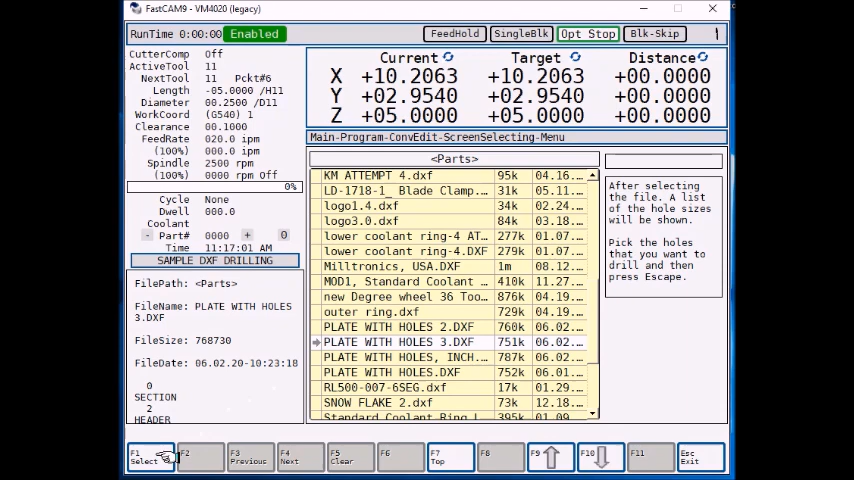 FastCAM9 - VM4020 (legacy)
RunTime 0:00:00 Enabled
FeedHold SingleBlk Opt Stop Blk-Skip
CutterComp Off
ActiveTool 11
NextTool 11 Pckt#6
Length -05.0000 /H11
Diameter 00.2500 /D11
WorkCoord (G540) 1
Clearance 00.1000
FeedRate 020.0 ipm
(100%) 000.0 ipm
Spindle 2500 rpm
(100%) 0000 rpm Off
0%
Cycle None
Dwell 000.0
Coolant
- Part# 0000 + 0
Time 11:17:01 AM
SAMPLE DXF DRILLING
FilePath: <Parts>
FileName: PLATE WITH HOLES
3.DXF
FileSize: 768730
FileDate: 06.02.20-10:23:18
0
SECTION
2
HEADER
Current Target Distance
X +10.2063 +10.2063 +00.0000
Y +02.9540 +02.9540 +00.0000
Z +05.0000 +05.0000 +00.0000
Main-Program-ConvEdit-ScreenSelecting-Menu
<Parts>
KM ATTEMPT 4.dxf 95k 04.16...
LD-1718-1_ Blade Clamp... 31k 05.11...
logo1.4.dxf 34k 02.24...
logo3.0.dxf 84k 03.18...
lower coolant ring-4 AT... 277k 01.07...
lower coolant ring-4.DXF 279k 01.07...
Milltronics, USA.DXF 1m 08.12...
MOD1, Standard Coolant ... 410k 11.27...
new Degree wheel 36 Too... 876k 04.19...
outer ring.dxf 729k 04.19...
PLATE WITH HOLES 2.DXF 760k 06.02...
PLATE WITH HOLES 3.DXF 751k 06.02...
PLATE WITH HOLES, INCH... 787k 06.02...
PLATE WITH HOLES.DXF 752k 06.01...
RL500-007-6SEG.dxf 17k 01.29...
SNOW FLAKE 2.dxf 73k 12.18...
Standard Coolant Ring 395k 01.09
After selecting
the file. A list
of the hole sizes
will be shown.
Pick the holes
that you want to
drill and then
press Escape.
F1 Select
F2
F3 Previous
F4 Next
F5 Clear
F6
F7 Top
F8
F9
F10
F11
Esc Exit